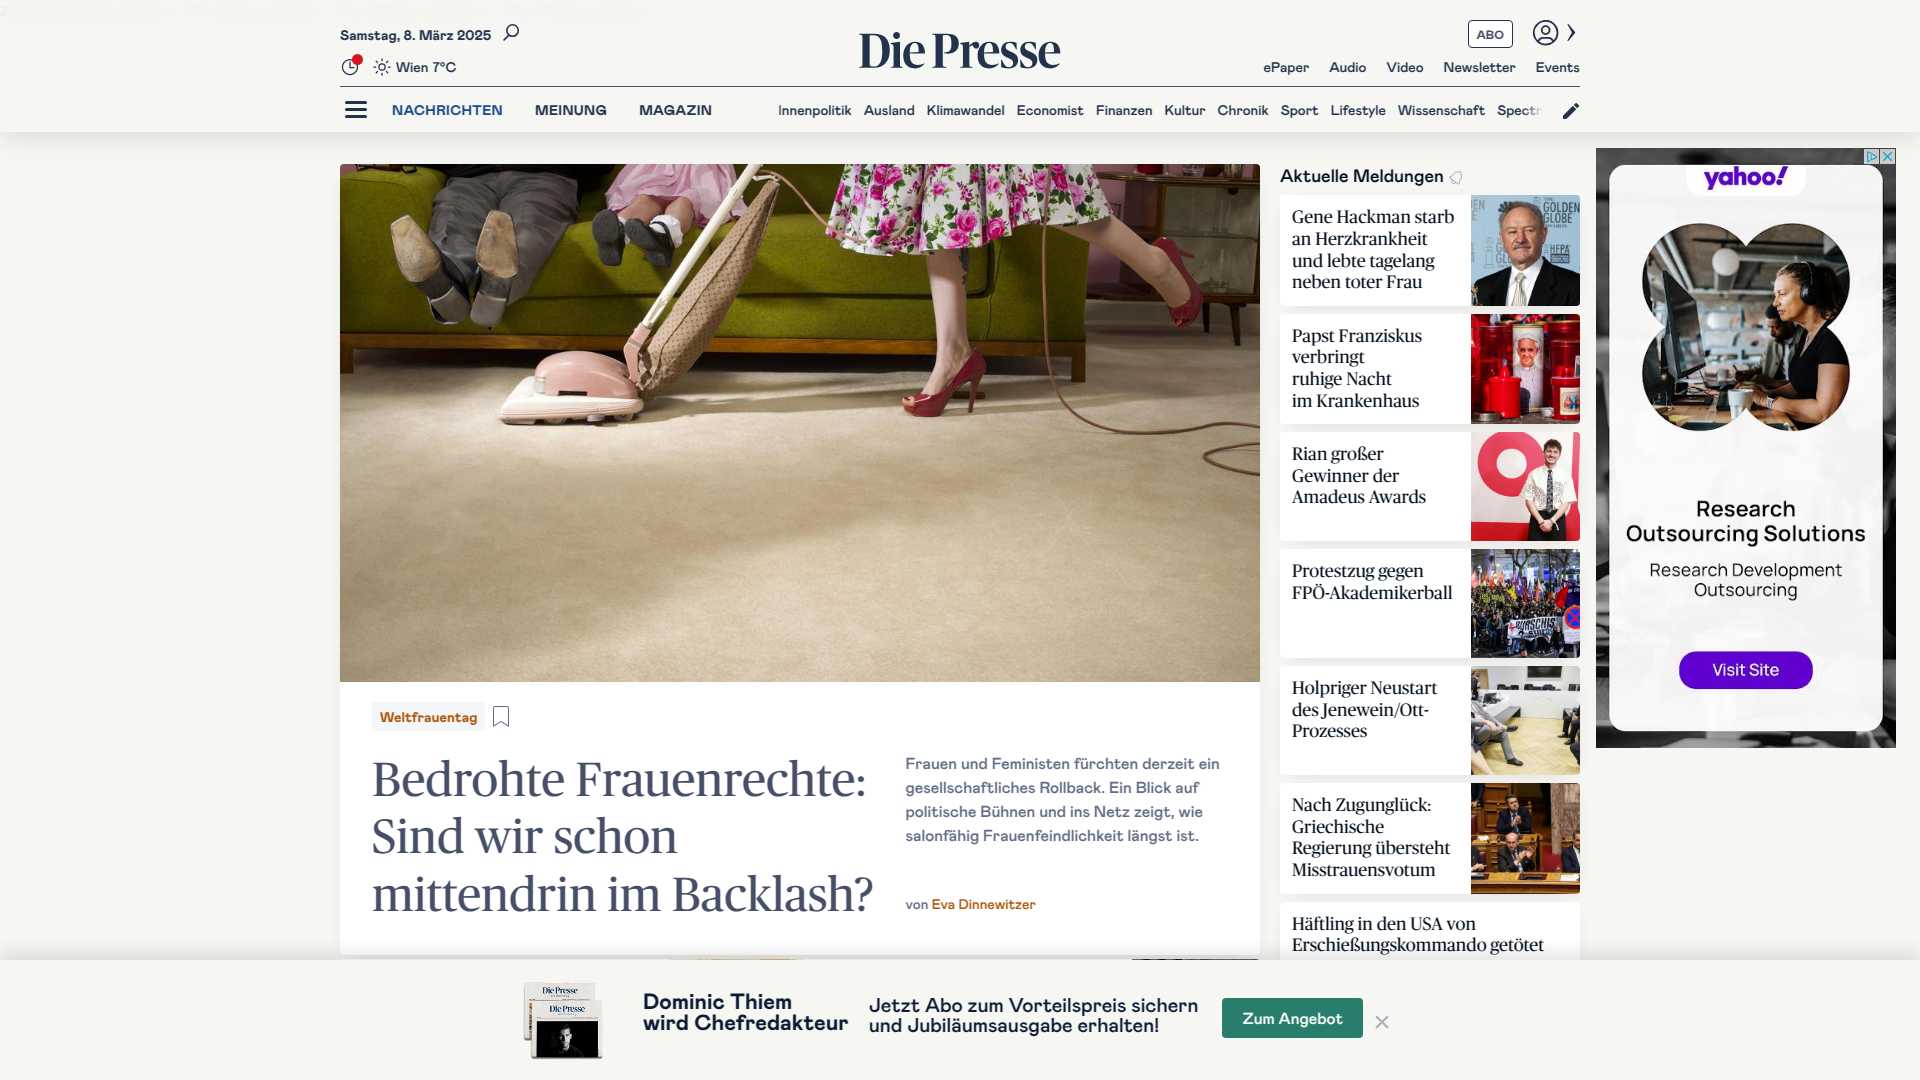 Samstag, 8. März 2025
Wien 7°C
Die Presse
ABO
ePaper Audio Video Newsletter Events
NACHRICHTEN MEINUNG MAGAZIN
Innenpolitik Ausland Klimawandel Economist Finanzen Kultur Chronik Sport Lifestyle Wissenschaft Spectr
Weltfrauentag
Bedrohte Frauenrechte:
Sind wir schon
mittendrin im Backlash?
Frauen und Feministen fürchten derzeit ein
gesellschaftliches Rollback. Ein Blick auf
politische Bühnen und ins Netz zeigt, wie
salonfähig Frauenfeindlichkeit längst ist.
von Eva Dinnewitzer
Aktuelle Meldungen
Gene Hackman starb
an Herzkrankheit
und lebte tagelang
neben toter Frau
GOLDEN
GLOBE
HFPA
Papst Franziskus
verbringt
ruhige Nacht
im Krankenhaus
Rian großer
Gewinner der
Amadeus Awards
Protestzug gegen
FPÖ-Akademikerball
BURSCHIS
Holpriger Neustart
des Jenewein/Ott-
Prozesses
Nach Zugunglück:
Griechische
Regierung übersteht
Misstrauensvotum
Häftling in den USA von
Erschießungskommando getötet
yahoo!
Research
Outsourcing Solutions
Research Development
Outsourcing
Visit Site
Die Presse
Die Presse
Dominic Thiem
wird Chefredakteur
Jetzt Abo zum Vorteilspreis sichern
und Jubiläumsausgabe erhalten!
Zum Angebot